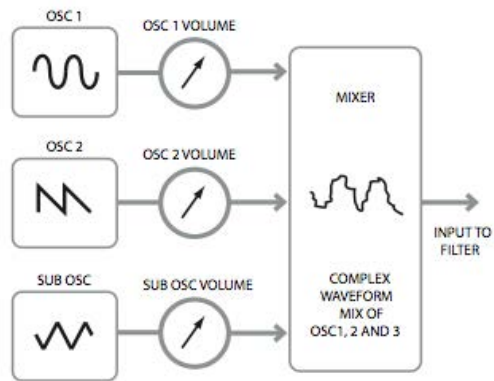 OSC 1
OSC 1 VOLUME
OSC 2
OSC 2 VOLUME
SUB OSC
SUB OSC VOLUME
MIXER
COMPLEX
WAVEFORM
MIX OF
OSC1, 2 AND 3
INPUT TO
FILTER